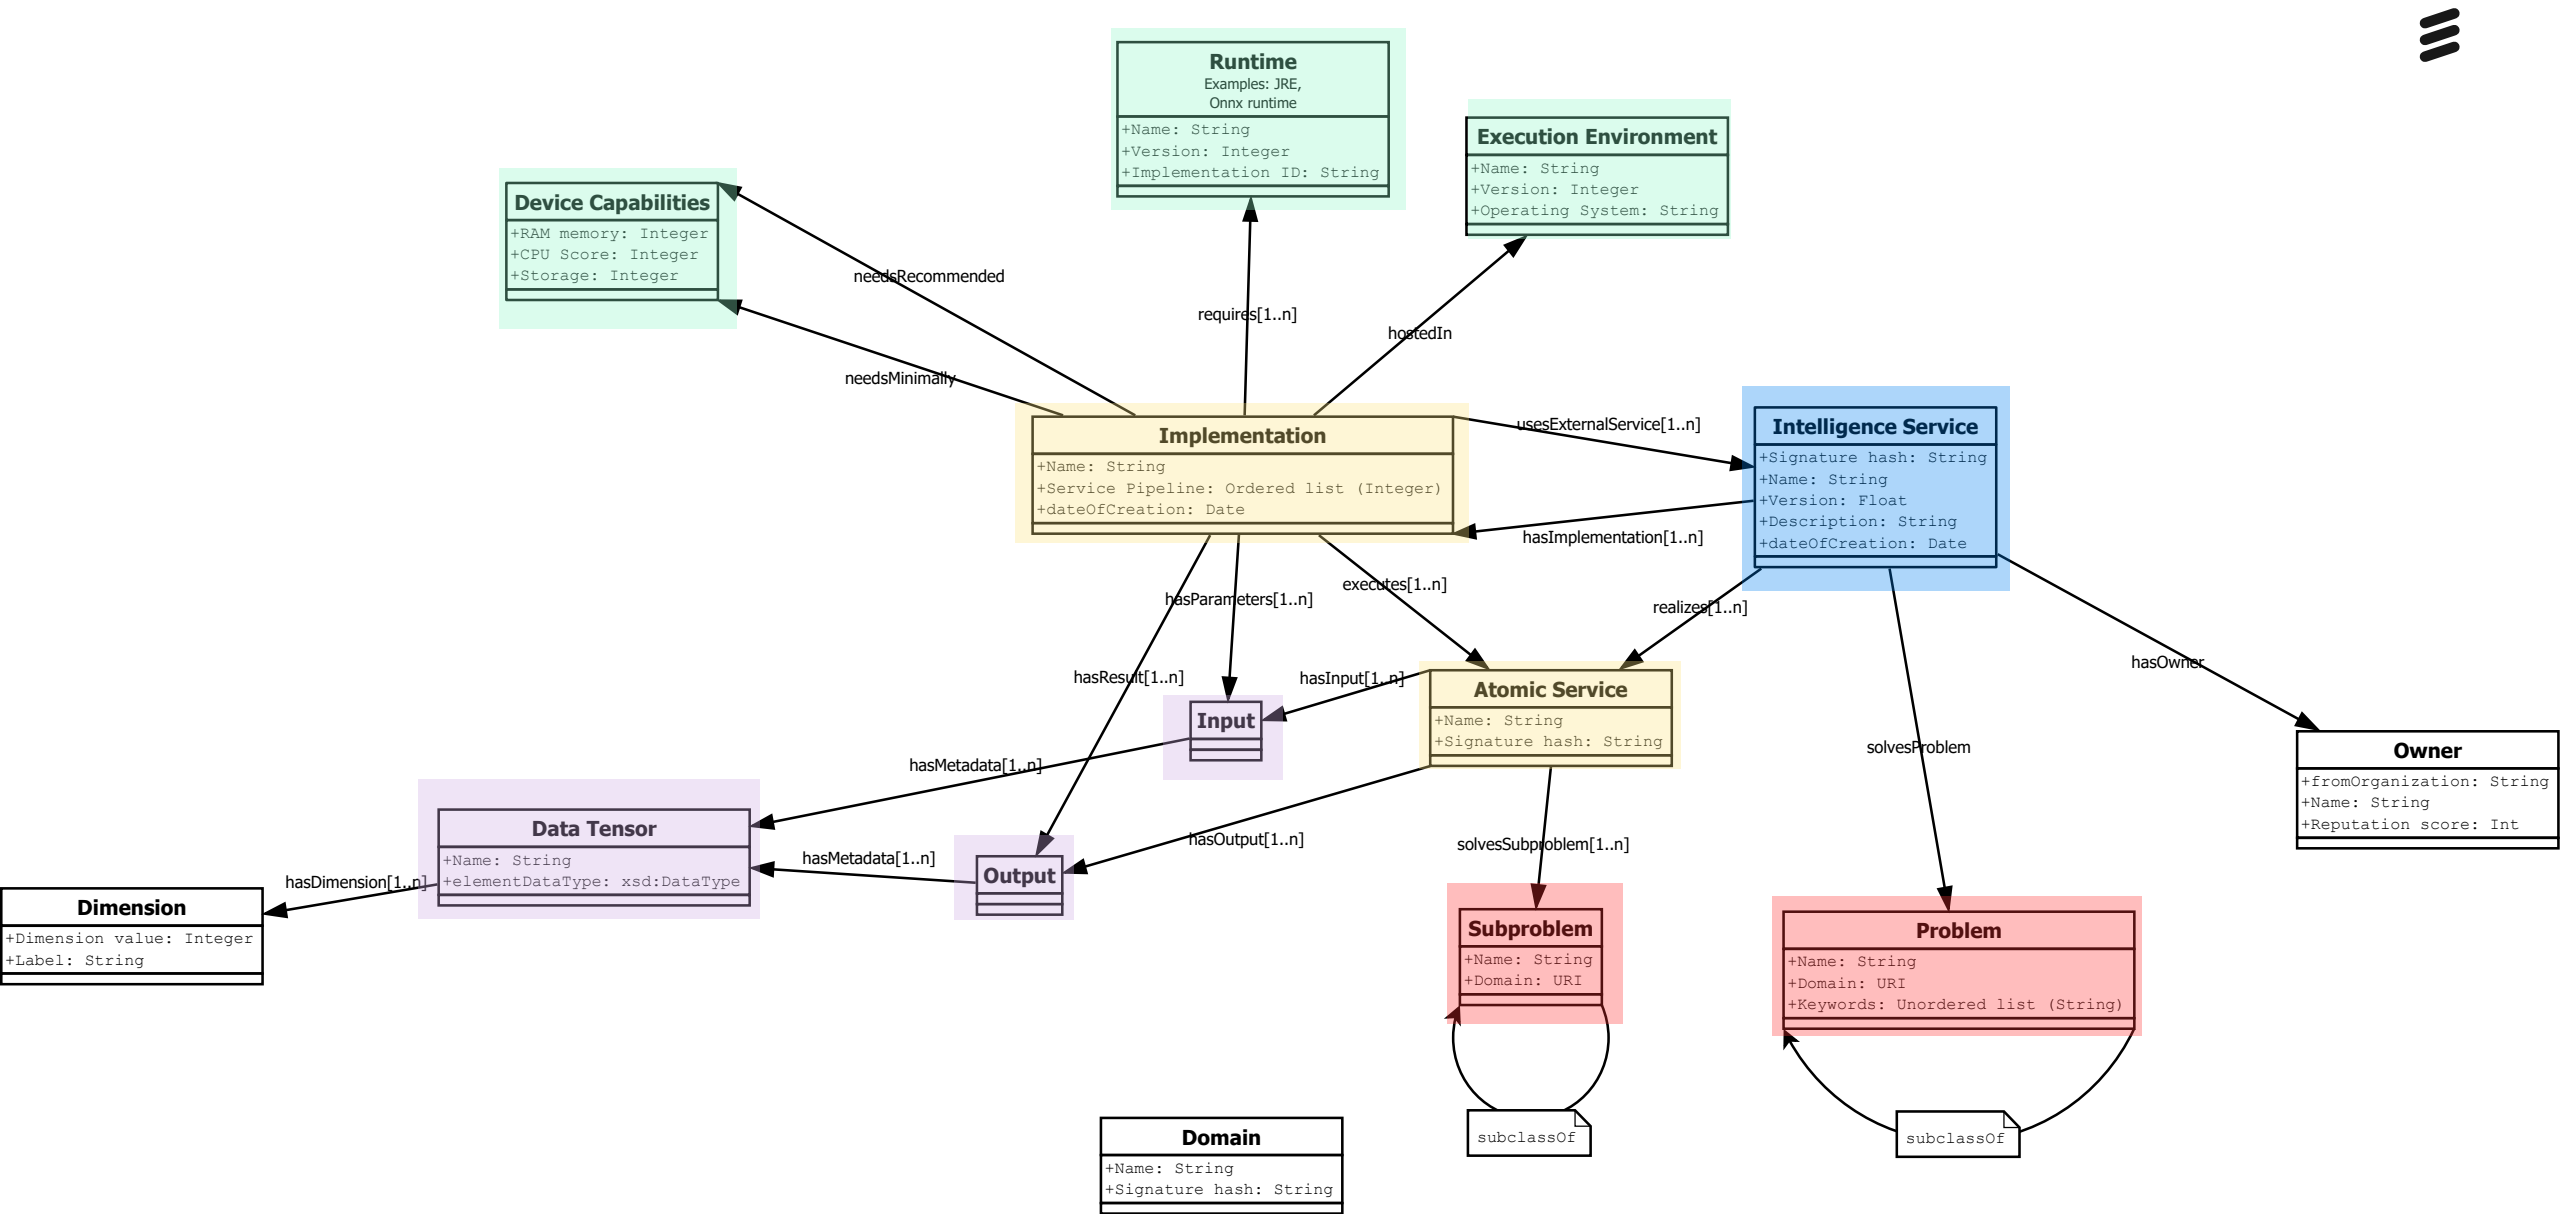 Runtime
Examples: JRE,
Onnx runtime
+Name: String
+Version: Integer
+Implementation ID: String
Execution Environment
+Name: String
+Version: Integer
+Operating System: String
Device Capabilities
+RAM memory: Integer
+CPU Score: Integer
+Storage: Integer
needsRecommended
requires[1..n]
hostedIn
needsMinimally
Implementation
+Name: String
+Service Pipeline: Ordered list (Integer)
+dateOfCreation: Date
usesExternalService[1..n]
hasImplementation[1..n]
Intelligence Service
+Signature hash: String
+Name: String
+Version: Float
+Description: String
+dateOfCreation: Date
hasParameters[1..n]
executes[1..n]
realizes[1..n]
hasResult[1..n]
hasInput[1..n]
hasOwner
Input
Atomic Service
+Name: String
+Signature hash: String
solvesProblem
Owner
+fromOrganization: String
+Name: String
+Reputation score: Int
hasMetadata[1..n]
Data Tensor
+Name: String
+elementDataType: xsd:DataType
hasMetadata[1..n]
Output
hasOutput[1..n]
solvesSubproblem[1..n]
hasDimension[1..n]
Dimension
+Dimension value: Integer
+Label: String
Subproblem
+Name: String
+Domain: URI
Problem
+Name: String
+Domain: URI
+Keywords: Unordered list (String)
subclassOf
subclassOf
Domain
+Name: String
+Signature hash: String